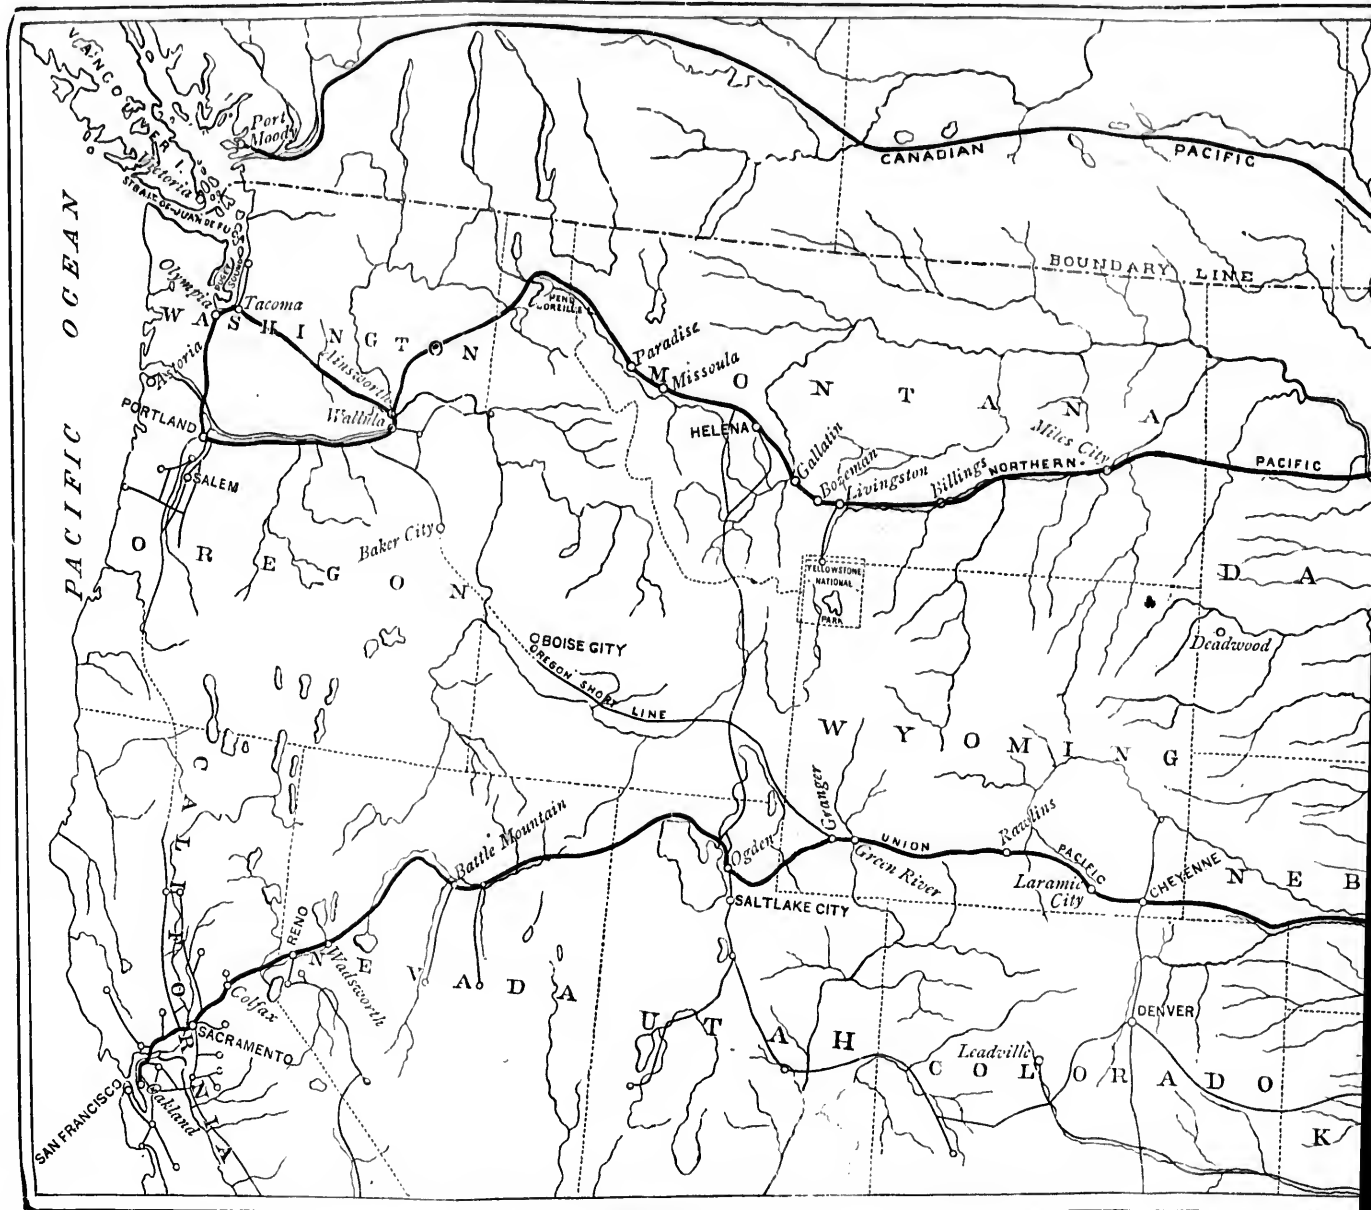 VANCOUVER I.
Port
Moody
Victoria
STRAIT OF JUAN DE FUCA
PACIFIC OCEAN
CANADIAN PACIFIC
BOUNDARY LINE
Olympia
PUGET
SOUND
Tacoma
WASHINGTON
PEND
D'OREILLE
Paradise
Missoula
MONTANA
Astoria
Ainsworth
Wallula
PORTLAND
HELENA
Gallatin
Bozeman
Livingston
Billings
NORTHERN PACIFIC
Miles City
SALEM
Baker City
OREGON
YELLOWSTONE
NATIONAL
PARK
DA
Deadwood
BOISE CITY
OREGON SHORT LINE
WYOMING
CALIFORNIA
Battle Mountain
Ogden
Granger
Green River
UNION PACIFIC
Rawlins
Laramie
City
CHEYENNE
NEB
SALTLAKE CITY
RENO
Wadsworth
NEVADA
Colfax
SACRAMENTO
UTAH
DENVER
Leadville
COLORADO
SAN FRANCISCO
Oakland
K